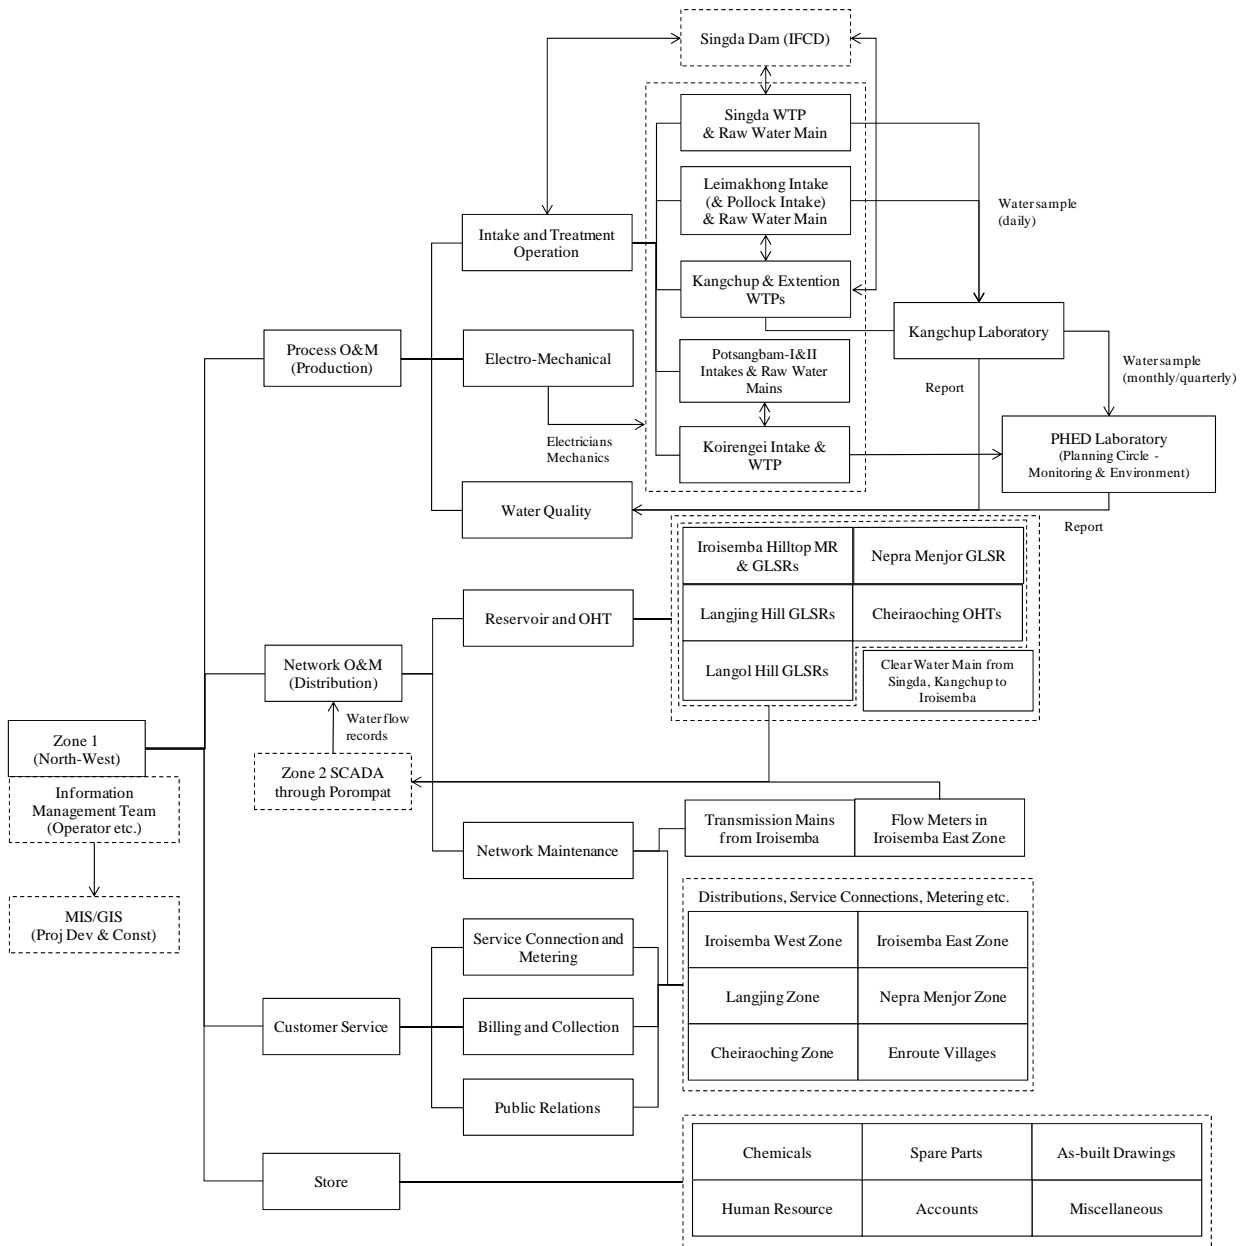 Singda Dam (IFCD)
Singda WTP
& Raw Water Main
Leimakhong Intake
(& Pollock Intake)
& Raw Water Main
Water sample
(daily)
Intake and Treatment
Operation
Kangchup & Extention
WTPs
Kangchup Laboratory
Process O&M
(Production)
Electro-Mechanical
Potsangbam-I&II
Intakes & Raw Water
Mains
Water sample
(monthly/quarterly)
Report
Electricians
Mechanics
Koirengei Intake &
WTP
PHED Laboratory
(Planning Circle -
Monitoring & Environment)
Water Quality
Report
Iroisemba Hilltop MR
& GLSRs
Nepra Menjor GLSR
Reservoir and OHT
Langjing Hill GLSRs
Cheiraoching OHTs
Network O&M
(Distribution)
Langol Hill GLSRs
Clear Water Main from
Singda, Kangchup to
Iroisemba
Water flow
records
Zone 1
(North-West)
Zone 2 SCADA
through Porompat
Information
Management Team
(Operator etc.)
Transmission Mains
from Iroisemba
Flow Meters in
Iroisemba East Zone
Network Maintenance
MIS/GIS
(Proj Dev & Const)
Distributions, Service Connections, Metering etc.
Service Connection and
Metering
Iroisemba West Zone
Iroisemba East Zone
Langjing Zone
Nepra Menjor Zone
Customer Service
Billing and Collection
Cheiraoching Zone
Enroute Villages
Public Relations
Chemicals
Spare Parts
As-built Drawings
Store
Human Resource
Accounts
Miscellaneous